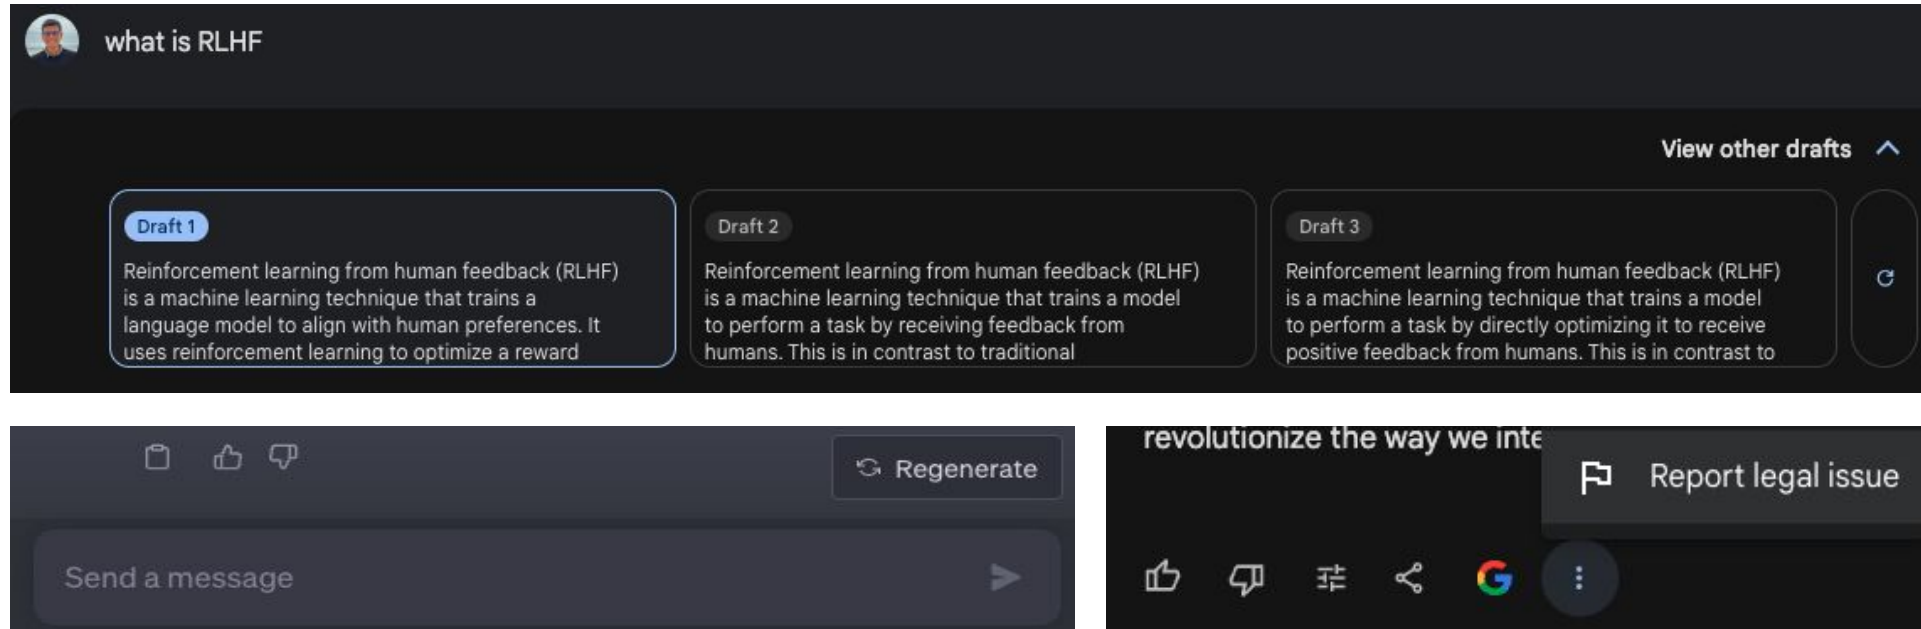 what is RLHF
View other drafts
Draft 1
Reinforcement learning from human feedback (RLHF)
is a machine learning technique that trains a
language model to align with human preferences. It
uses reinforcement learning to optimize a reward
Draft 2
Reinforcement learning from human feedback (RLHF)
is a machine learning technique that trains a model
to perform a task by receiving feedback from
humans. This is in contrast to traditional
Draft 3
Reinforcement learning from human feedback (RLHF)
is a machine learning technique that trains a model
to perform a task by directly optimizing it to receive
positive feedback from humans. This is in contrast to
Regenerate
Send a message
revolutionize the way we inte
Report legal issue